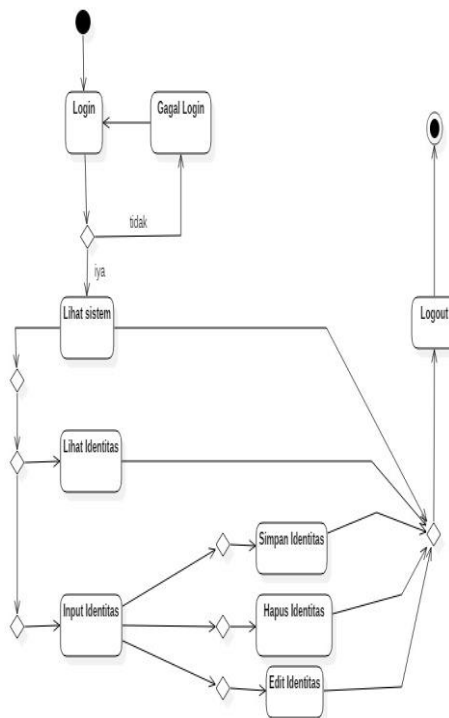 Login
Gagal Login
tidak
iya
Lihat sistem
Logout
Lihat Identitas
Simpan Identitas
Input Identitas
Hapus Identitas
Edit Identitas